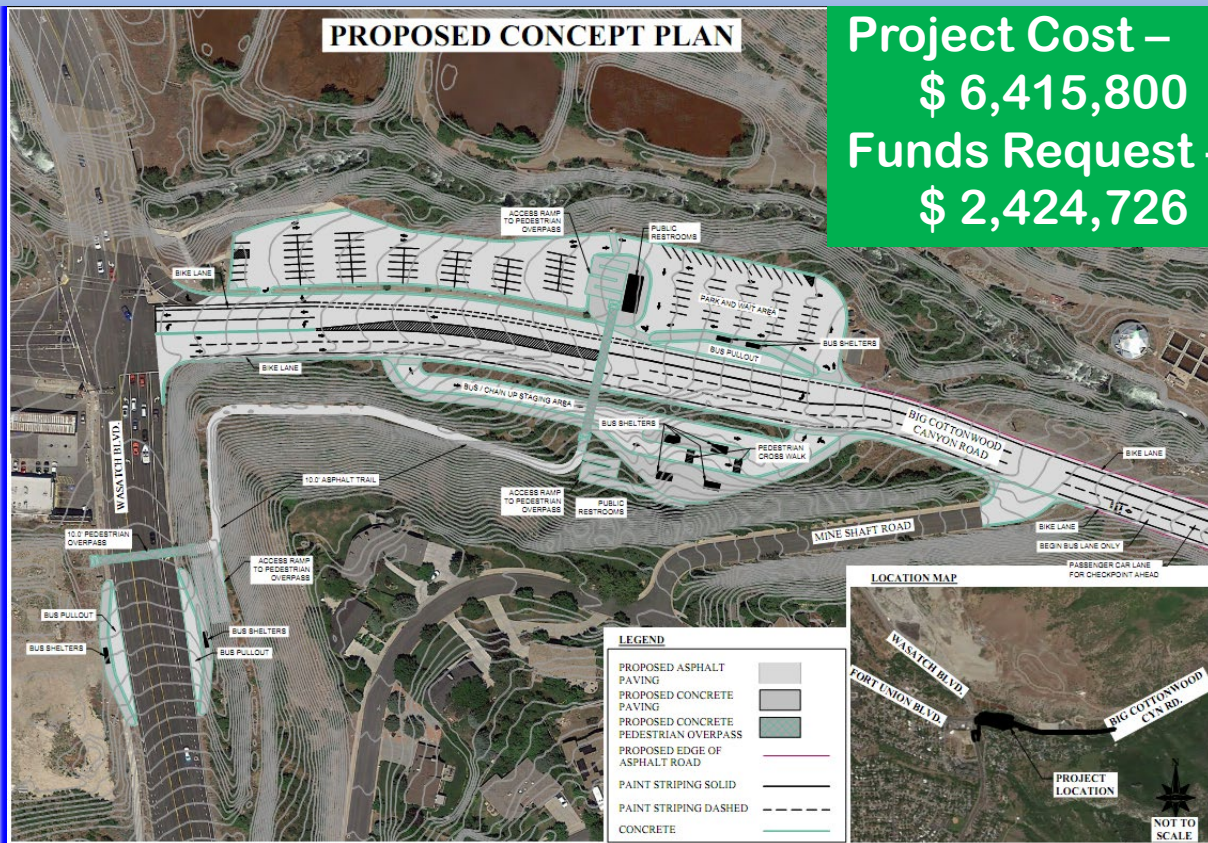 PROPOSED CONCEPT PLAN
Project Cost –
$ 6,415,800
Funds Request -
$ 2,424,726
ACCESS RAMP
TO PEDESTRIAN
OVERPASS
PUBLIC
RESTROOMS
BIKE LANE
PARK AND WAIT AREA
BUS SHELTERS
BUS PULLOUT
BIKE LANE
BUS / CHAIN UP STAGING AREA
BIG COTTONWOOD
CANYON ROAD
BUS SHELTERS
PEDESTRIAN
CROSS WALK
BIKE LANE
WASATCH BLVD.
10.0' ASPHALT TRAIL
ACCESS RAMP
TO PEDESTRIAN
OVERPASS
PUBLIC
RESTROOMS
MINE SHAFT ROAD
BIKE LANE
BEGIN BUS LANE ONLY
PASSENGER CAR LANE
FOR CHECKPOINT AHEAD
10.0' PEDESTRIAN
OVERPASS
ACCESS RAMP
TO PEDESTRIAN
OVERPASS
BUS PULLOUT
BUS SHELTERS
BUS SHELTERS
BUS PULLOUT
LEGEND
PROPOSED ASPHALT
PAVING
PROPOSED CONCRETE
PAVING
PROPOSED CONCRETE
PEDESTRIAN OVERPASS
PROPOSED EDGE OF
ASPHALT ROAD
PAINT STRIPING SOLID
PAINT STRIPING DASHED
CONCRETE
LOCATION MAP
WASATCH BLVD.
FORT UNION BLVD.
BIG COTTONWOOD
CYN RD.
PROJECT
LOCATION
NOT TO
SCALE